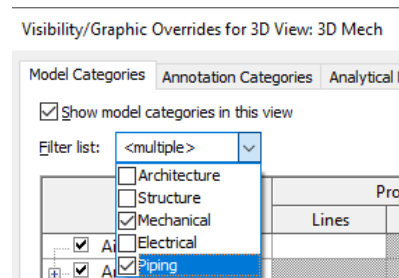 Visibility/Graphic Overrides for 3D View: 3D Mech
Model Categories Annotation Categories Analytical
Show model categories in this view
Filter list: <multiple>
Architecture
Structure
Mechanical
Electrical
Piping
Lines